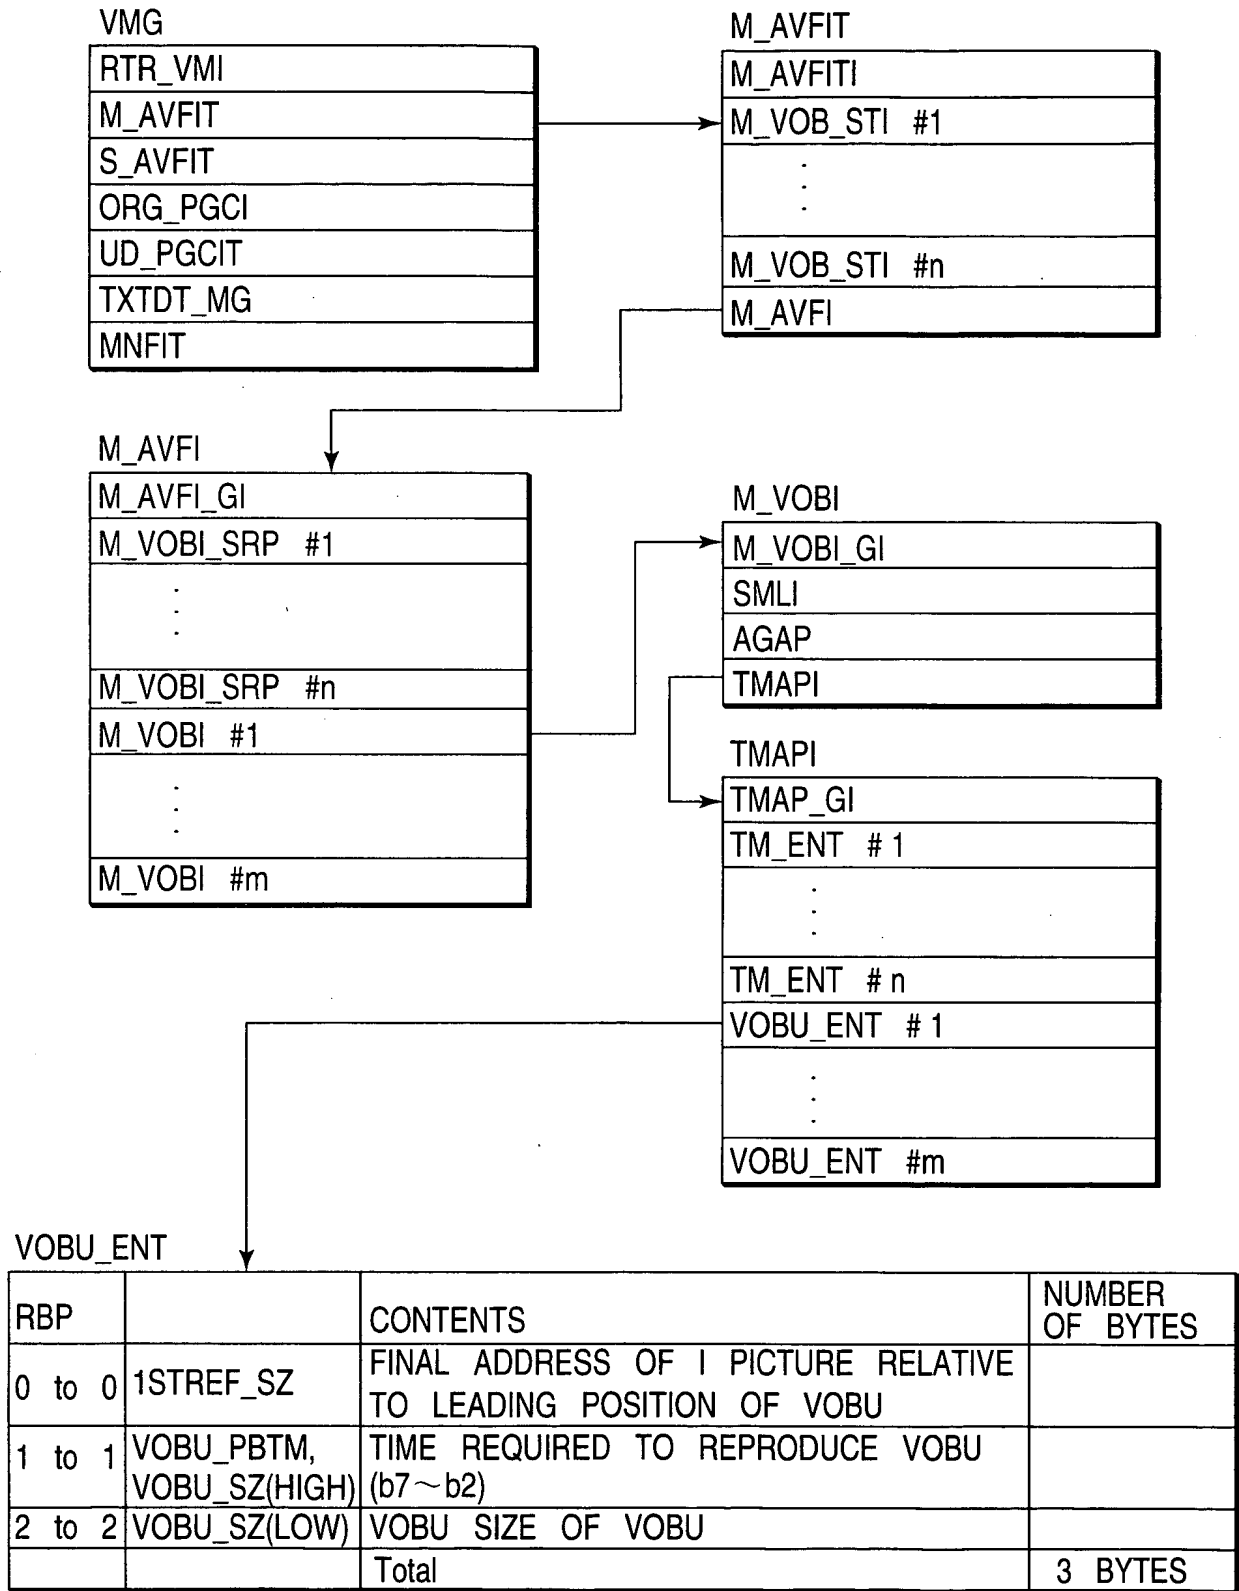 VMG
RTR_VMI
M_AVFIT
S_AVFIT
ORG_PGCI
UD_PGCIT
TXTDT_MG
MNFIT
M_AVFIT
M_AVFITI
M_VOB_STI #1
M_VOB_STI #n
M_AVFI
M_AVFI
M_AVFI_GI
M_VOBI_SRP #1
M_VOBI_SRP #n
M_VOBI #1
M_VOBI #m
M_VOBI
M_VOBI_GI
SMLI
AGAP
TMAPI
TMAPI
TMAP_GI
TM_ENT # 1
TM_ENT # n
VOBU_ENT # 1
VOBU_ENT #m
VOBU_ENT
RBP CONTENTS NUMBER OF BYTES
0 to 0 1STREF_SZ FINAL ADDRESS OF I PICTURE RELATIVE
TO LEADING POSITION OF VOBU
1 to 1 VOBU_PBTM, TIME REQUIRED TO REPRODUCE VOBU
VOBU_SZ(HIGH) (b7～b2)
2 to 2 VOBU_SZ(LOW) VOBU SIZE OF VOBU
Total 3 BYTES